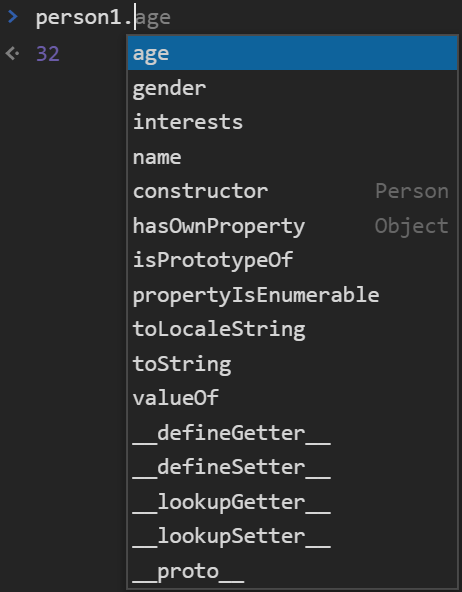 > person1.age
32
age
gender
interests
name
constructor Person
hasOwnProperty Object
isPrototypeOf
propertyIsEnumerable
toLocaleString
toString
valueOf
__defineGetter__
__defineSetter__
__lookupGetter__
__lookupSetter__
__proto__